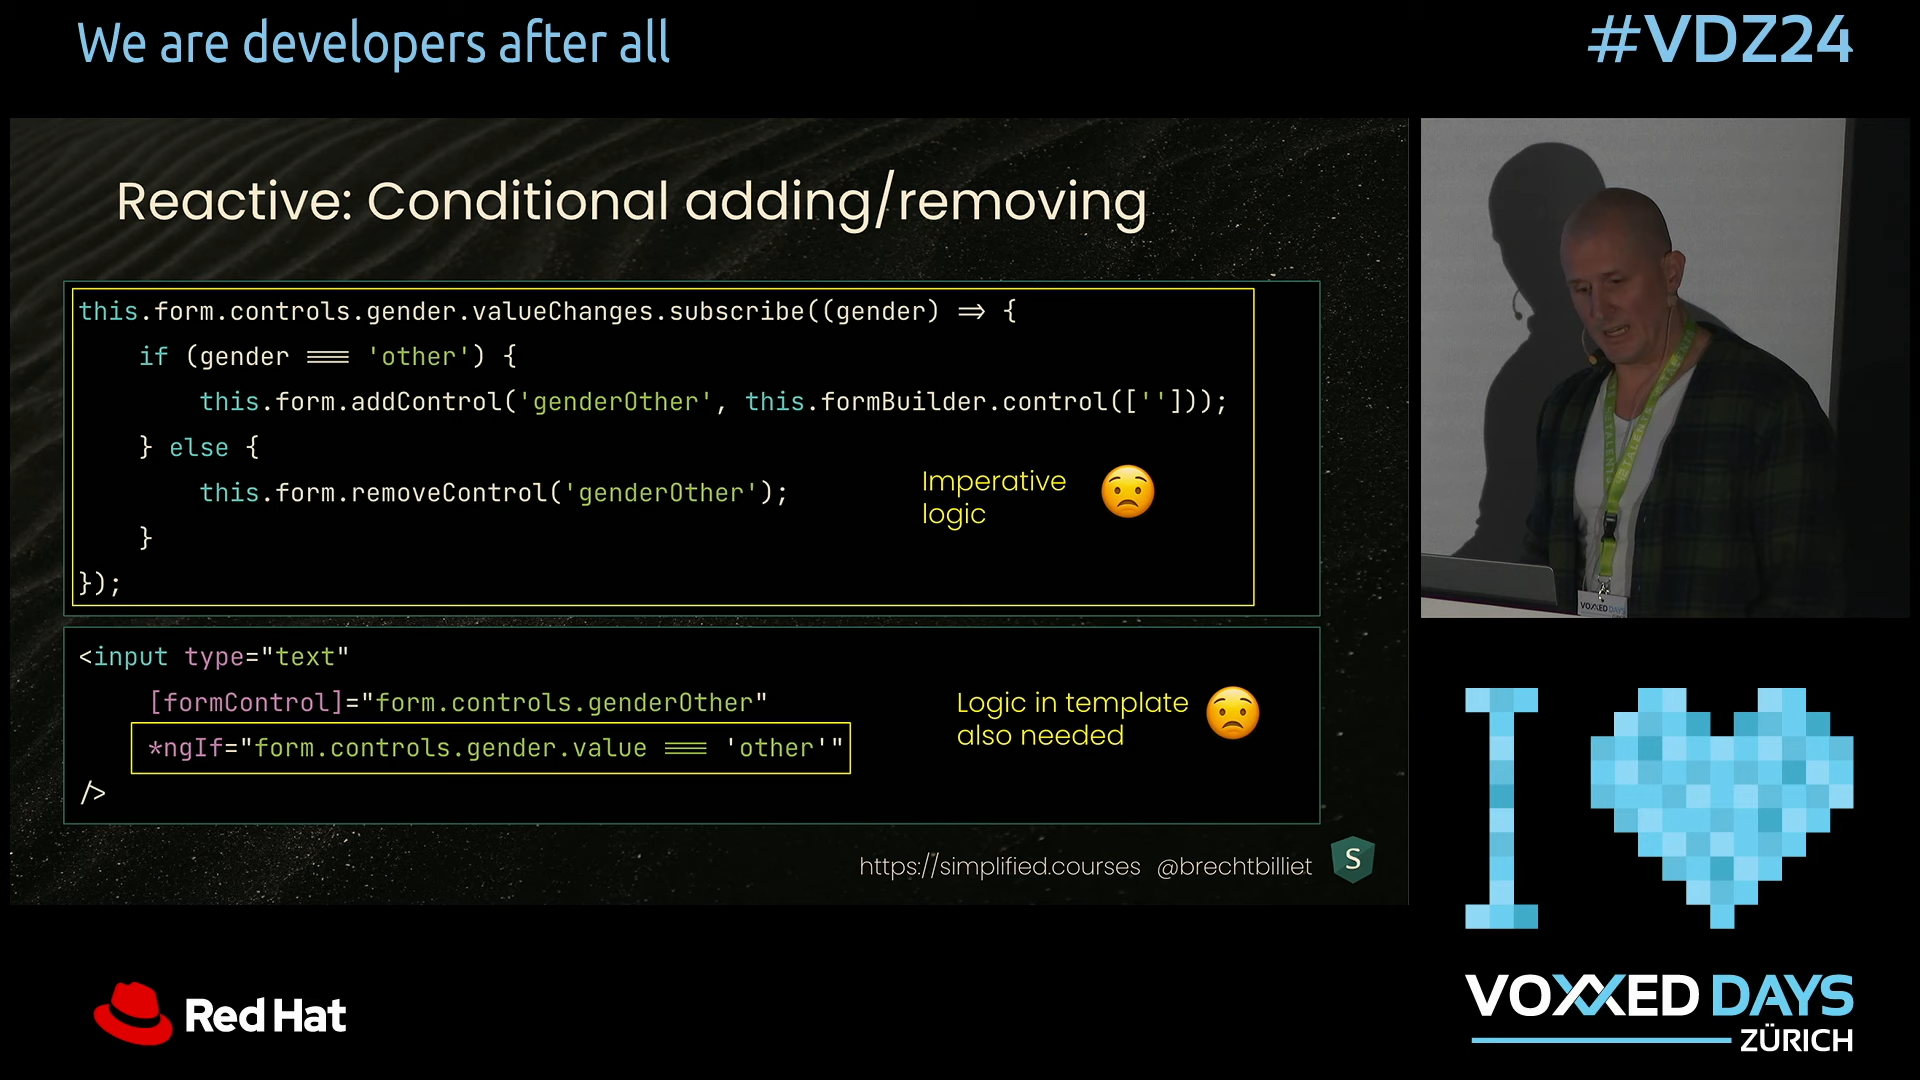 We are developers after all
#VDZ24
Reactive: Conditional adding/removing
this.form.controls.gender.valueChanges.subscribe((gender) => {
if (gender === 'other') {
this.form.addControl('genderOther', this.formBuilder.control(['']));
} else {
this.form.removeControl('genderOther');
}
});
Imperative
logic
<input type="text"
[formControl]="form.controls.genderOther"
*ngIf="form.controls.gender.value === 'other'"
/>
Logic in template
also needed
https://simplified.courses @brechtbilliet
S
TALENT
VOXXED DAYS
I
Red Hat
VOXXED DAYS
ZÜRICH